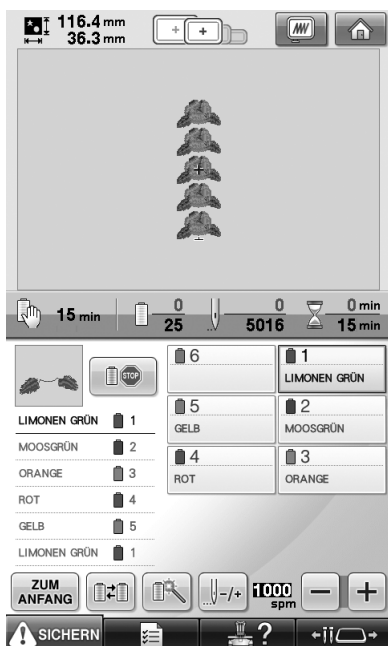 116.4 mm
36.3 mm
15 min
0
25
0
5016
0 min
15 min
STOP
6
1
LIMONEN GRÜN
5
GELB
2
MOOSGRÜN
4
ROT
3
ORANGE
LIMONEN GRÜN 1
MOOSGRÜN 2
ORANGE 3
ROT 4
GELB 5
LIMONEN GRÜN 1
ZUM
ANFANG
-/+
1000
spm
− +
SICHERN
?